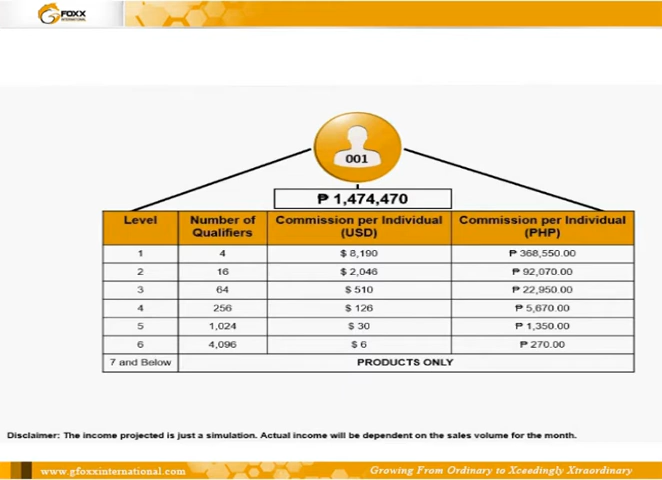 GFOXX
INTERNATIONAL
001
₱ 1,474,470
Level Number of Qualifiers Commission per Individual (USD) Commission per Individual (PHP)
1 4 $ 8,190 ₱ 368,550.00
2 16 $ 2,046 ₱ 92,070.00
3 64 $ 510 ₱ 22,950.00
4 256 $ 126 ₱ 5,670.00
5 1,024 $ 30 ₱ 1,350.00
6 4,096 $ 6 ₱ 270.00
7 and Below PRODUCTS ONLY
Disclaimer: The income projected is just a simulation. Actual income will be dependent on the sales volume for the month.
www.gfoxxinternational.com Growing From Ordinary to Xceedingly Xtraordinary